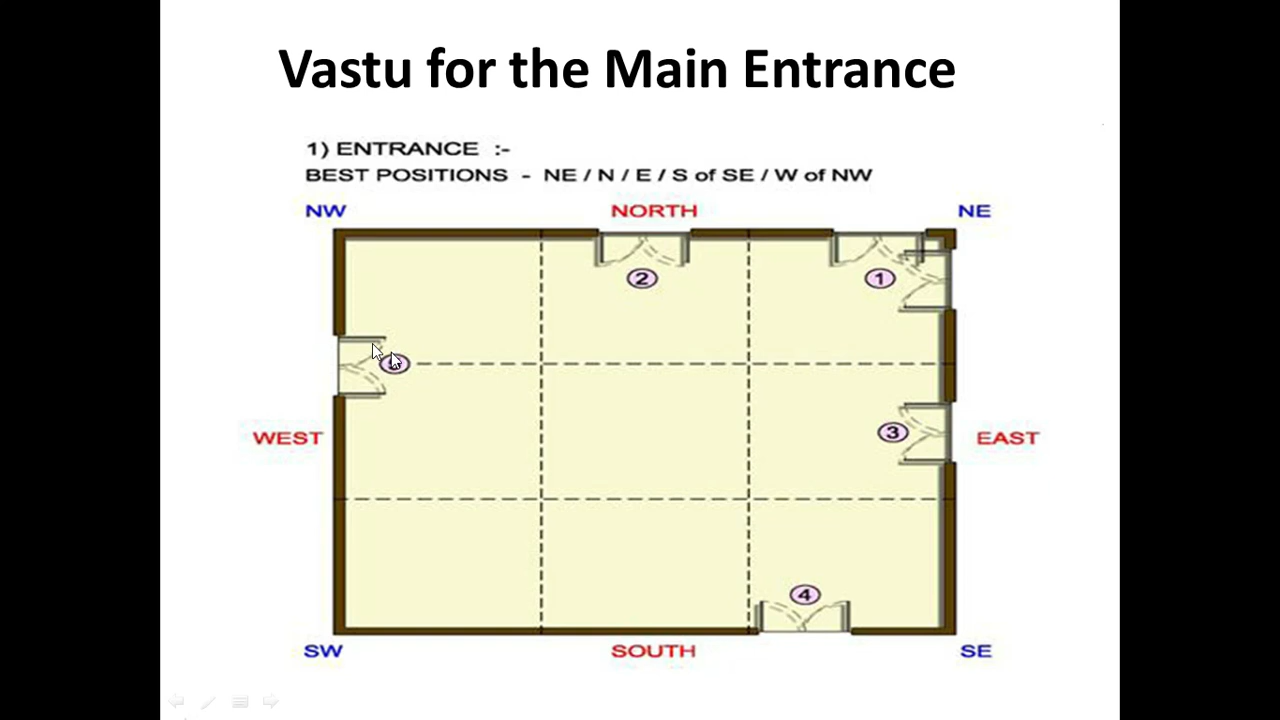 Vastu for the Main Entrance
1) ENTRANCE :-
BEST POSITIONS - NE / N / E / S of SE / W of NW
NW
NORTH
NE
2
1
WEST
3
EAST
4
SW
SOUTH
SE